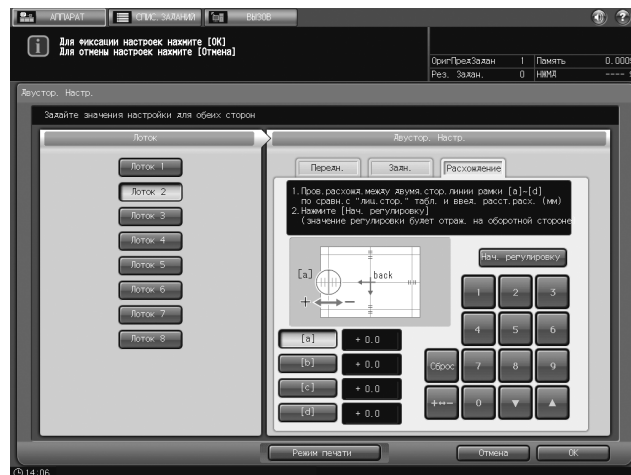 АППАРАТ
СПИС. ЗАДАНИЙ
ВЫЗОВ
Для фиксации настроек нажмите [OK]
Для отмены настроек нажмите [Отмена]
ОригПредЗадан 1 Память 0.000%
Рез. Задан. 0 НЖМД ----
Двустор. Настр.
Задайте значения настройки для обеих сторон
Лоток
Лоток 1
Лоток 2
Лоток 3
Лоток 4
Лоток 5
Лоток 6
Лоток 7
Лоток 8
Двустор. Настр.
Передн.
Задн.
Расхождение
1.Пров.расхожд.между двумя.стор.линии рамки [a]~[d]
по сравн.с "лиц.стор." табл. и введ. расст.расх. (мм)
2.Нажмите [Нач. регулировку]
(значение регулировки будет отраж. на оборотной стороне
[a]
back
+ -
Нач. регулировку
[a] + 0.0
[b] + 0.0
[c] + 0.0
[d] + 0.0
1 2 3
4 5 6
Сброс 7 8 9
+↔- 0 ▼ ▲
Режим печати
Отмена
OK
14:06